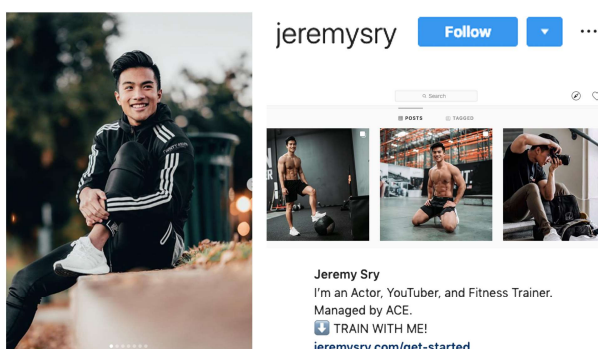 jeremysry
Follow
Search
POSTS
TAGGED
Jeremy Sry
I'm an Actor, YouTuber, and Fitness Trainer.
Managed by ACE.
⬇️ TRAIN WITH ME!
jeremysry.com/get-started